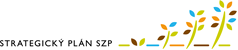 STRATEGICKÝ PLÁN SZP